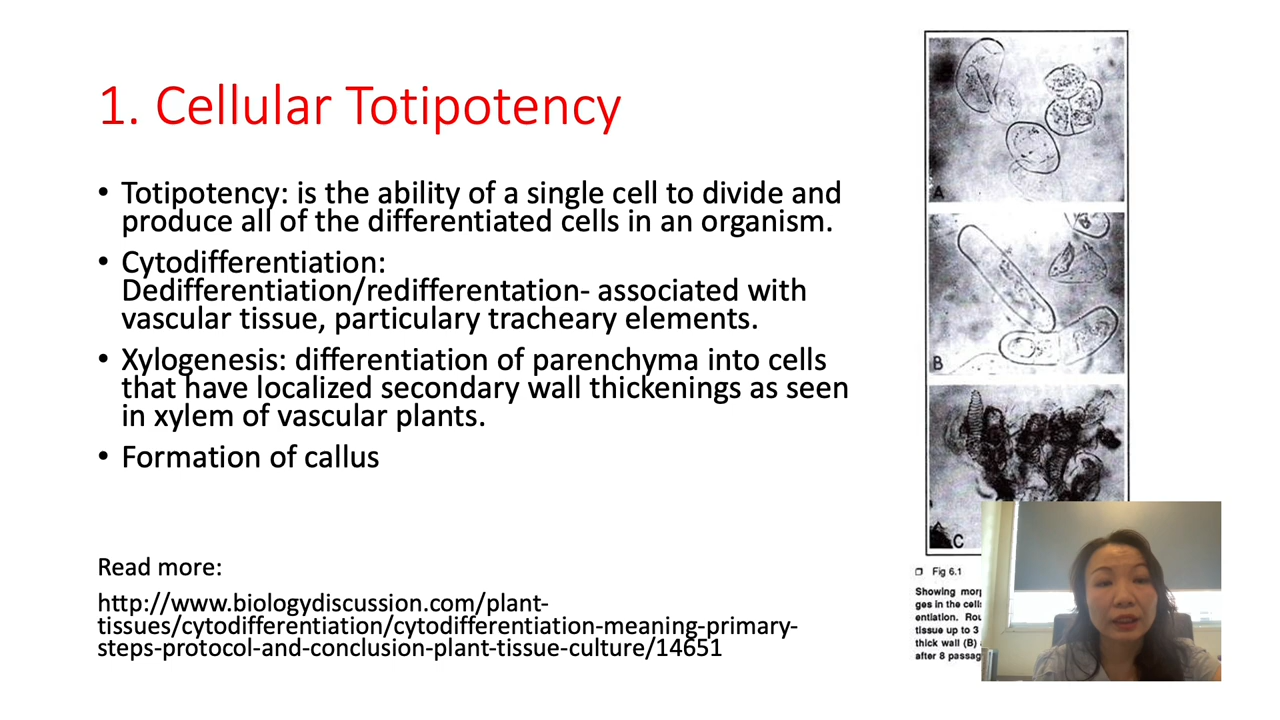 1. Cellular Totipotency
• Totipotency: is the ability of a single cell to divide and
produce all of the differentiated cells in an organism.
• Cytodifferentiation:
Dedifferentiation/redifferentation- associated with
vascular tissue, particulary tracheary elements.
• Xylogenesis: differentiation of parenchyma into cells
that have localized secondary wall thickenings as seen
in xylem of vascular plants.
• Formation of callus
Read more:
http://www.biologydiscussion.com/plant-
tissues/cytodifferentiation/cytodifferentiation-meaning-primary-
steps-protocol-and-conclusion-plant-tissue-culture/14651
A
B
C
Fig 6.1
Showing
ges in the
entiation.
tissue up to 3
thick wall (B)
after 8